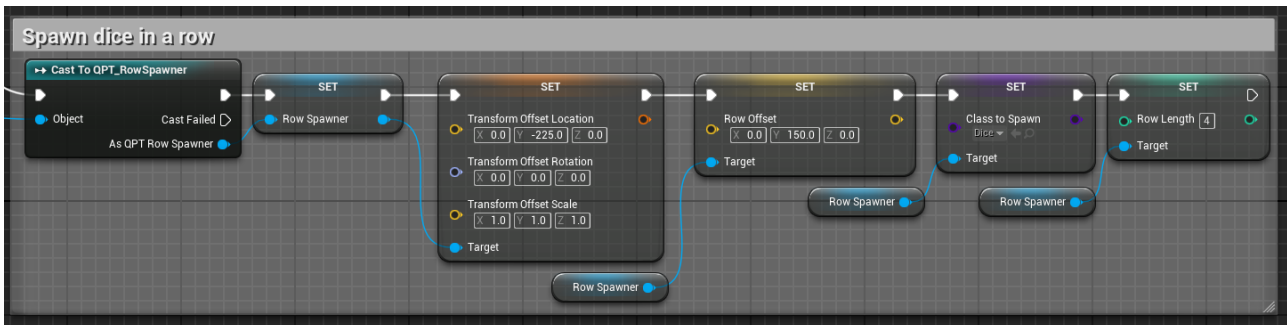 Spawn dice in a row
Cast To QPT_RowSpawner
Object
Cast Failed
As QPT Row Spawner
SET
Row Spawner
SET
Transform Offset Location
X 0.0 Y -225.0 Z 0.0
Transform Offset Rotation
X 0.0 Y 0.0 Z 0.0
Transform Offset Scale
X 1.0 Y 1.0 Z 1.0
Target
Row Spawner
SET
Row Offset
X 0.0 Y 150.0 Z 0.0
Target
Row Spawner
SET
Class to Spawn
Dice
Target
Row Spawner
SET
Row Length 4
Target